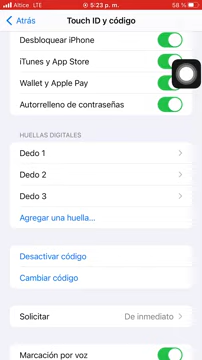 Altice LTE 5:23 p. m. 58 %
Atrás Touch ID y código
Desbloquear iPhone
iTunes y App Store
Wallet y Apple Pay
Autorrelleno de contraseñas
HUELLAS DIGITALES
Dedo 1
Dedo 2
Dedo 3
Agregar una huella...
Desactivar código
Cambiar código
Solicitar De inmediato
Marcación por voz